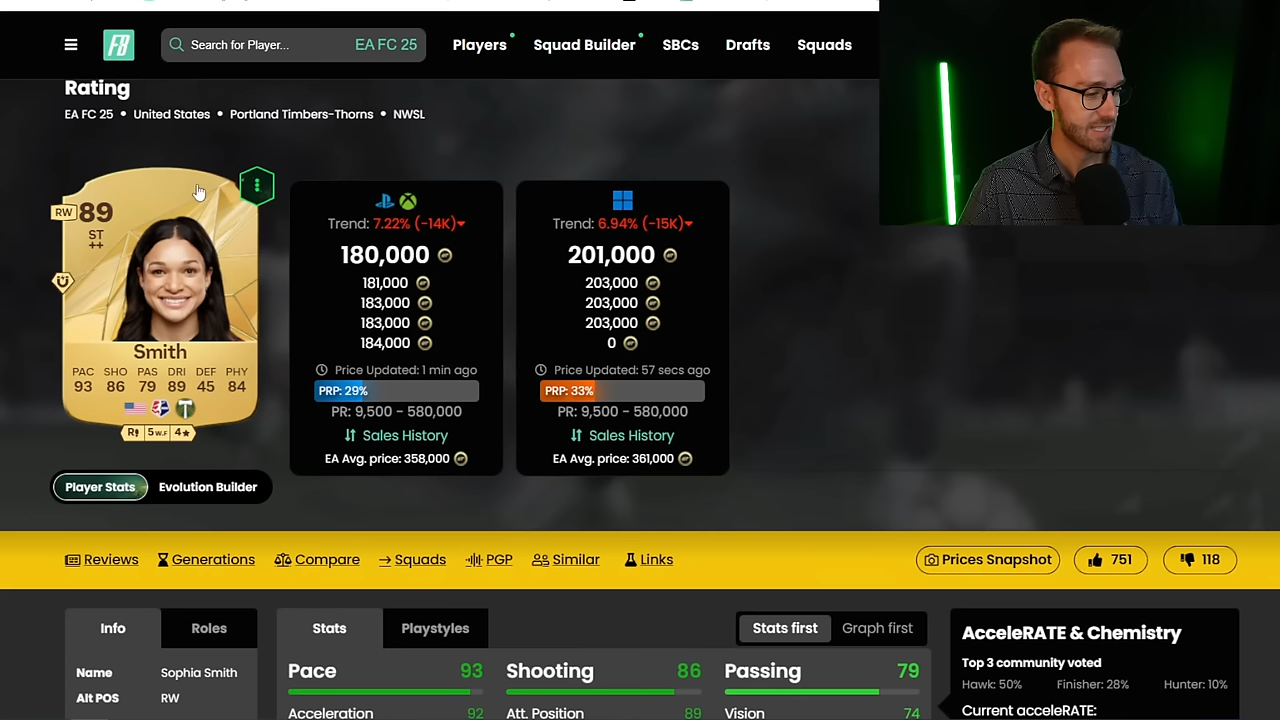 FB
Search for Player...
EA FC 25
Players
Squad Builder
SBCs
Drafts
Squads
Rating
EA FC 25 • United States • Portland Timbers-Thorns • NWSL
RW
89
ST
++
Smith
PAC SHO PAS DRI DEF PHY
93 86 79 89 45 84
R 5 W.F 4★
Trend: 7.22% (-14K)
180,000
181,000
183,000
183,000
184,000
Price Updated: 1 min ago
PRP: 29%
PR: 9,500 - 580,000
Sales History
EA Avg. price: 358,000
Trend: 6.94% (-15K)
201,000
203,000
203,000
203,000
0
Price Updated: 57 secs ago
PRP: 33%
PR: 9,500 - 580,000
Sales History
EA Avg. price: 361,000
Player Stats
Evolution Builder
Reviews
Generations
Compare
Squads
PGP
Similar
Links
Prices Snapshot
751
118
Info
Roles
Name Sophia Smith
Alt POS RW
Stats
Playstyles
Stats first
Graph first
Pace 93
Acceleration 92
Shooting 86
Att. Position 89
Passing 79
Vision 74
AcceleRATE & Chemistry
Top 3 community voted
Hawk: 50% Finisher: 28% Hunter: 10%
Current acceleRATE: